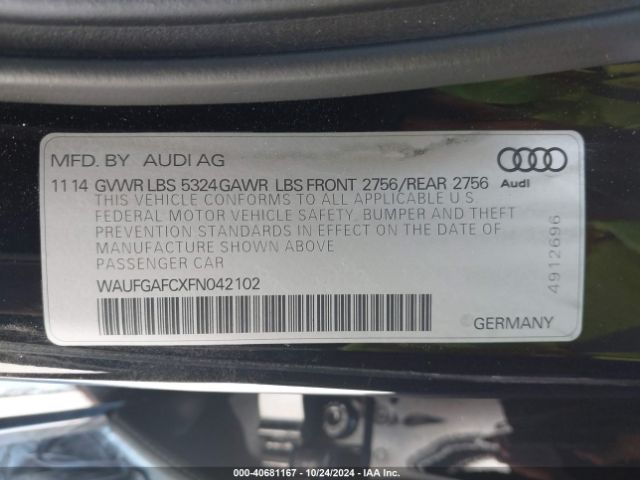 MFD. BY AUDI AG
11 14 GVWR LBS 5324 GAWR LBS FRONT 2756/REAR 2756
Audi
THIS VEHICLE CONFORMS TO ALL APPLICABLE U.S.
FEDERAL MOTOR VEHICLE SAFETY, BUMPER AND THEFT
PREVENTION STANDARDS IN EFFECT ON THE DATE OF
MANUFACTURE SHOWN ABOVE
PASSENGER CAR
WAUFGAFCXFN042102
4912696
GERMANY
000-40681167 • 10/24/2024 • IAA Inc.